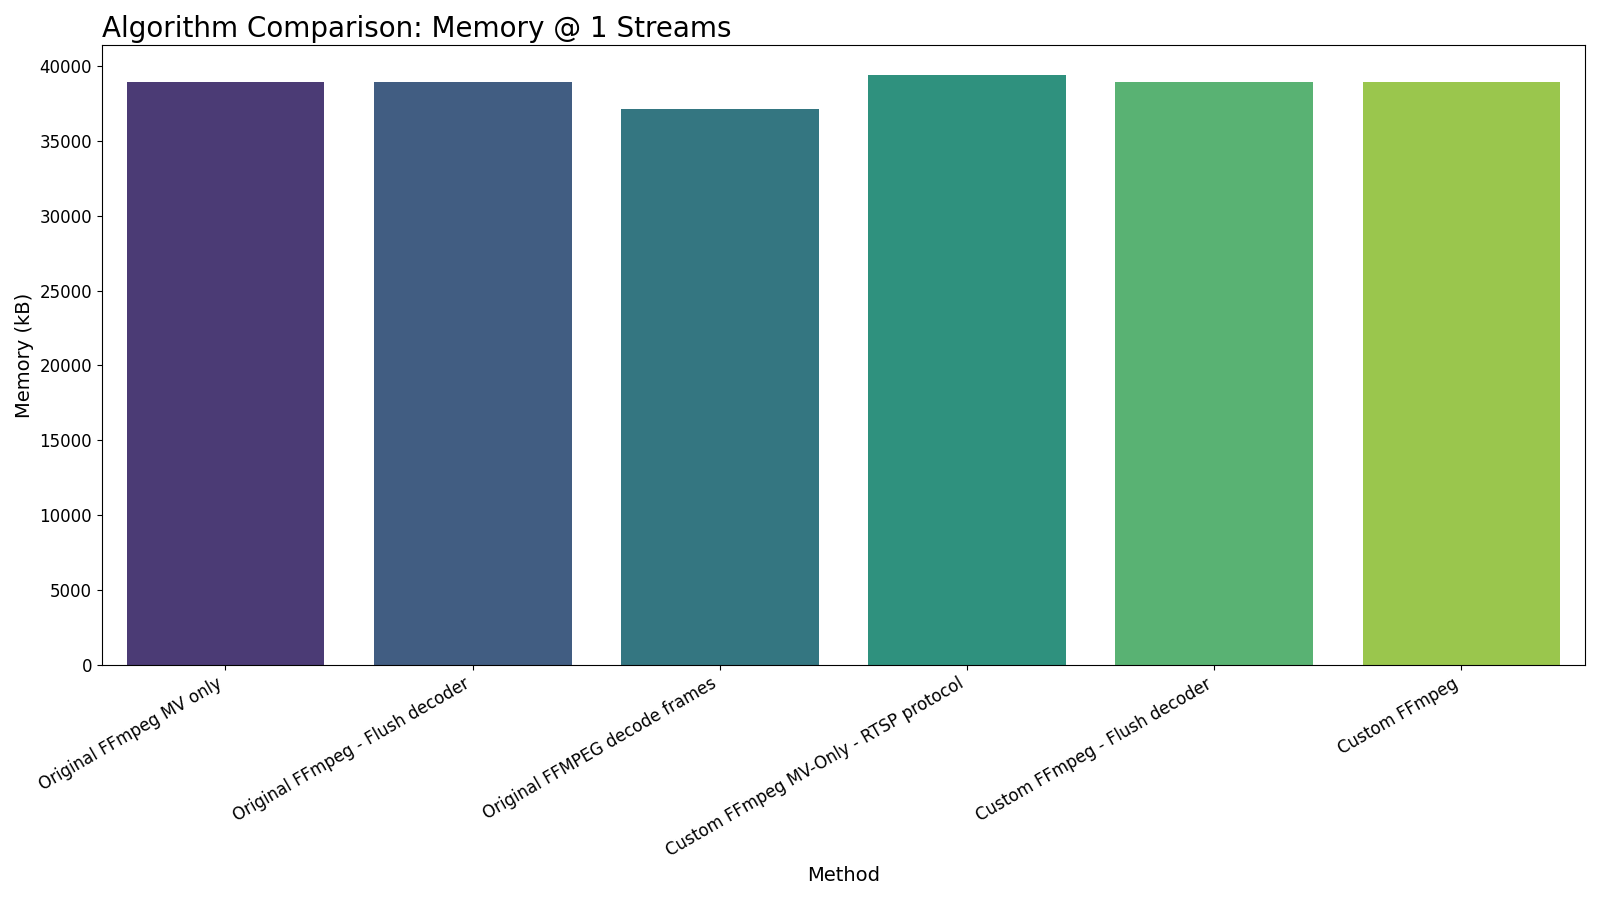 Algorithm Comparison: Memory @ 1 Streams
40000
35000
30000
25000
20000
15000
10000
5000
0
Memory (kB)
Original FFmpeg MV only
Original FFmpeg - Flush decoder
Original FFMPEG decode frames
Custom FFmpeg MV-Only - RTSP protocol
Custom FFmpeg - Flush decoder
Custom FFmpeg
Method